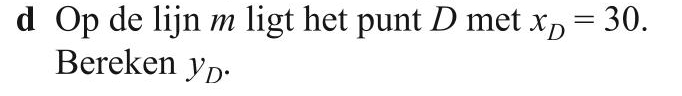 d Op de lijn m ligt het punt D met x_D = 30.
Bereken y_D.